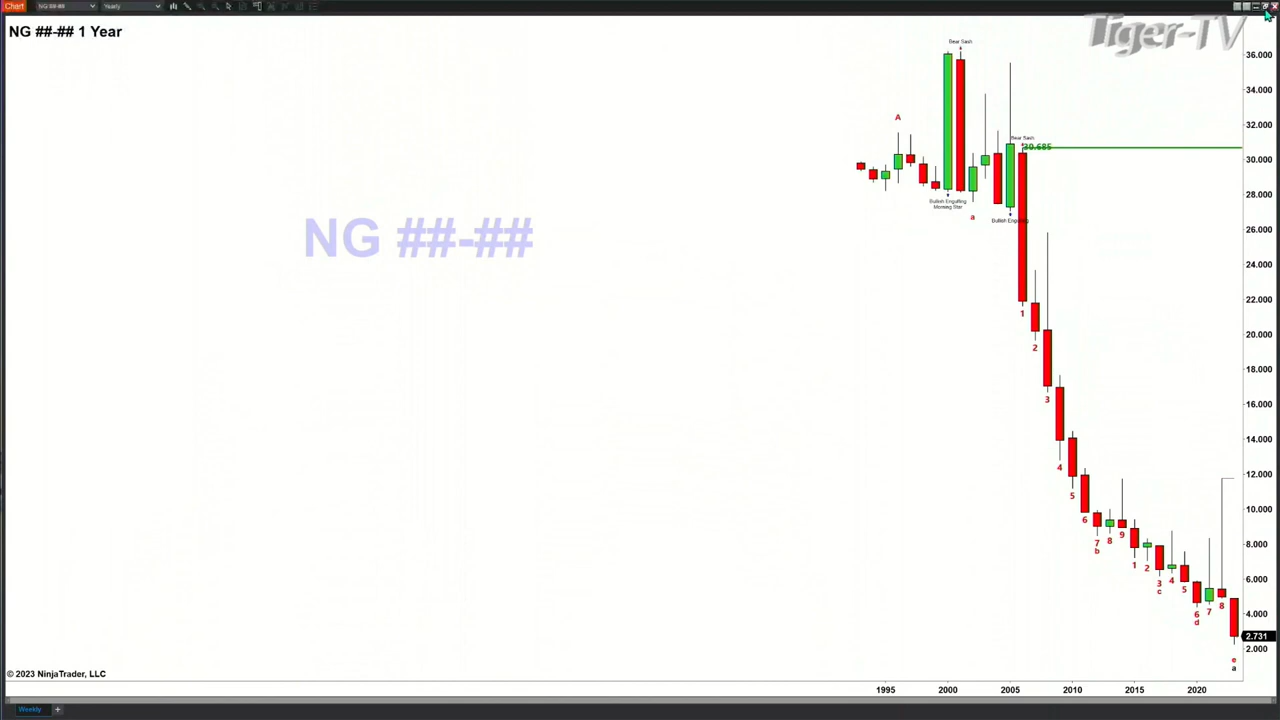 Chart NG ##-## Yearly
NG ##-## 1 Year
Tiger-TV
NG ##-##
Bear Sash
A
Bullish Engulfing
Morning Star
a
Bear Sash
30.685
Bullish Engulfing
1
2
3
4
5
6
7
b
8
9
1
2
3
c
4
5
6
d
7
8
e
a
36.000
34.000
32.000
30.000
28.000
26.000
24.000
22.000
20.000
18.000
16.000
14.000
12.000
10.000
8.000
6.000
4.000
2.731
2.000
© 2023 NinjaTrader, LLC
1995 2000 2005 2010 2015 2020
Weekly +